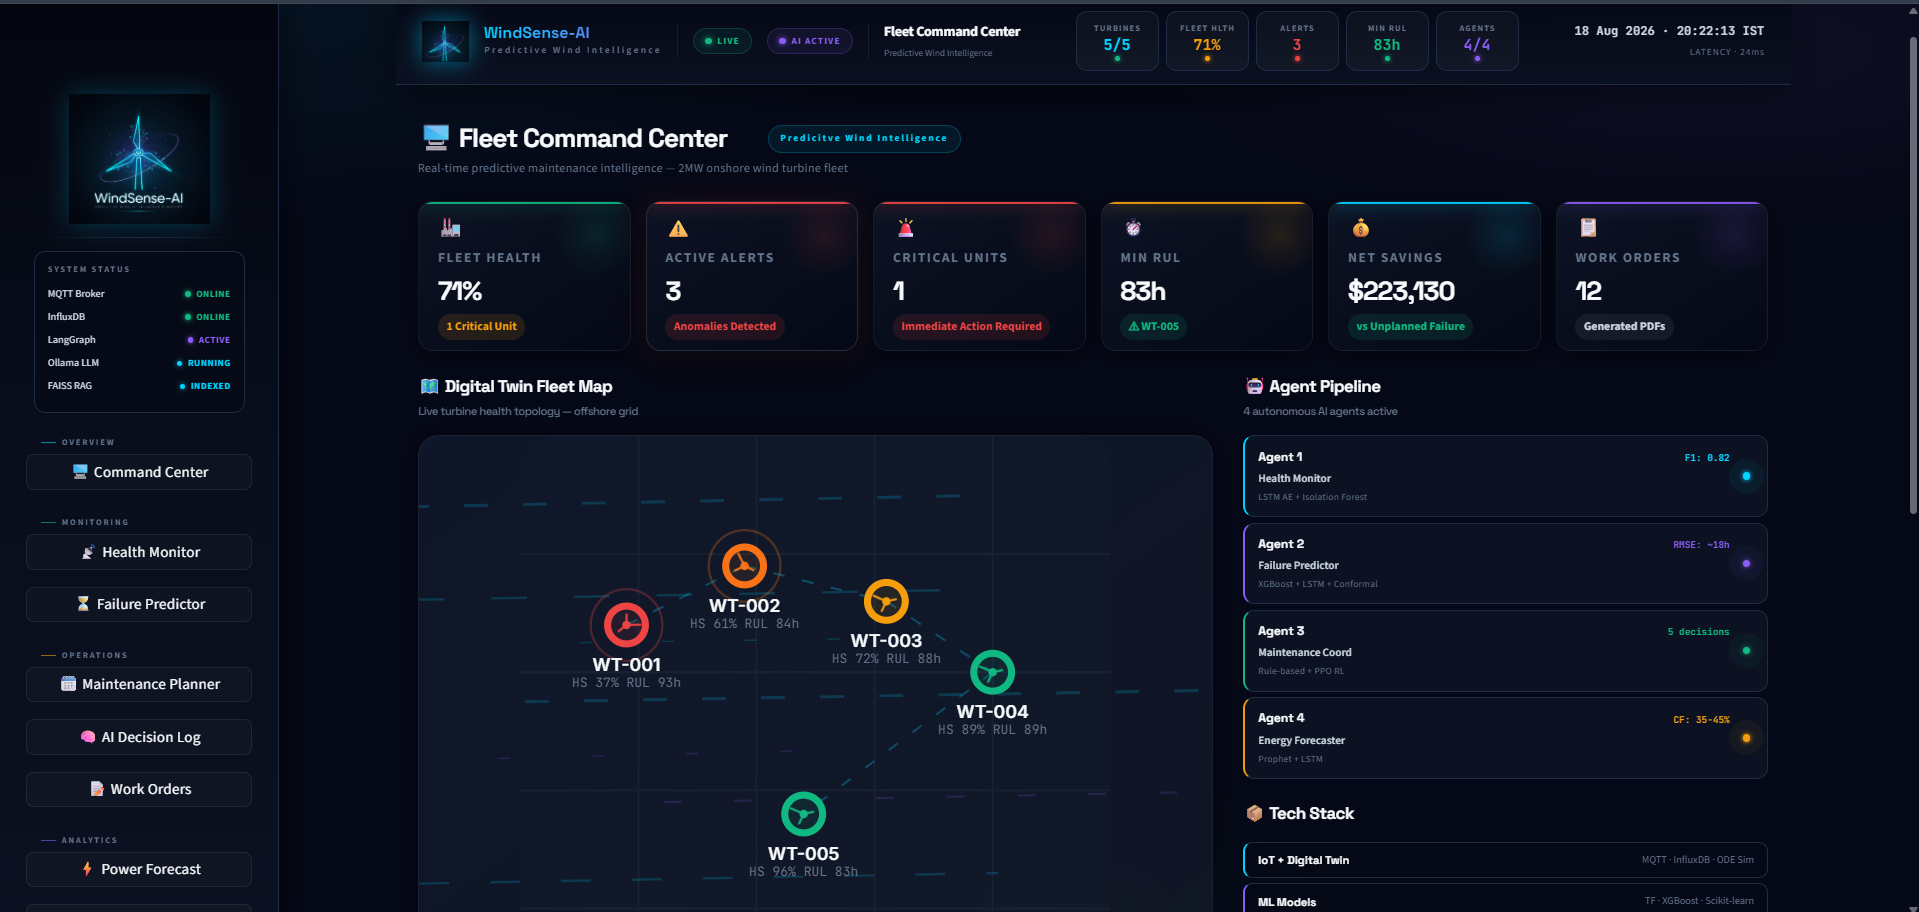 WindSense-AI
SYSTEM STATUS
MQTT Broker ONLINE
InfluxDB ONLINE
LangGraph ACTIVE
Ollama LLM RUNNING
FAISS RAG INDEXED
OVERVIEW
Command Center
MONITORING
Health Monitor
Failure Predictor
OPERATIONS
Maintenance Planner
AI Decision Log
Work Orders
ANALYTICS
Power Forecast
WindSense-AI
Predictive Wind Intelligence
LIVE
AI ACTIVE
Fleet Command Center
Predictive Wind Intelligence
TURBINES
5/5
FLEET HLTH
71%
ALERTS
3
MIN RUL
83h
AGENTS
4/4
18 Aug 2026 · 20:22:13 IST
LATENCY · 24ms
Fleet Command Center
Predicitve Wind Intelligence
Real-time predictive maintenance intelligence — 2MW onshore wind turbine fleet
FLEET HEALTH
71%
1 Critical Unit
ACTIVE ALERTS
3
Anomalies Detected
CRITICAL UNITS
1
Immediate Action Required
MIN RUL
83h
⚠ WT-005
NET SAVINGS
$223,130
vs Unplanned Failure
WORK ORDERS
12
Generated PDFs
Digital Twin Fleet Map
Live turbine health topology — offshore grid
WT-002
HS 61% RUL 84h
WT-003
HS 72% RUL 88h
WT-001
HS 37% RUL 93h
WT-004
HS 89% RUL 89h
WT-005
HS 96% RUL 83h
Agent Pipeline
4 autonomous AI agents active
Agent 1
F1: 0.82
Health Monitor
LSTM AE + Isolation Forest
Agent 2
RMSE: ~18h
Failure Predictor
XGBoost + LSTM + Conformal
Agent 3
5 decisions
Maintenance Coord
Rule-based + PPO RL
Agent 4
CF: 35-45%
Energy Forecaster
Prophet + LSTM
Tech Stack
IoT + Digital Twin MQTT · InfluxDB · ODE Sim
ML Models TF · XGBoost · Scikit-learn